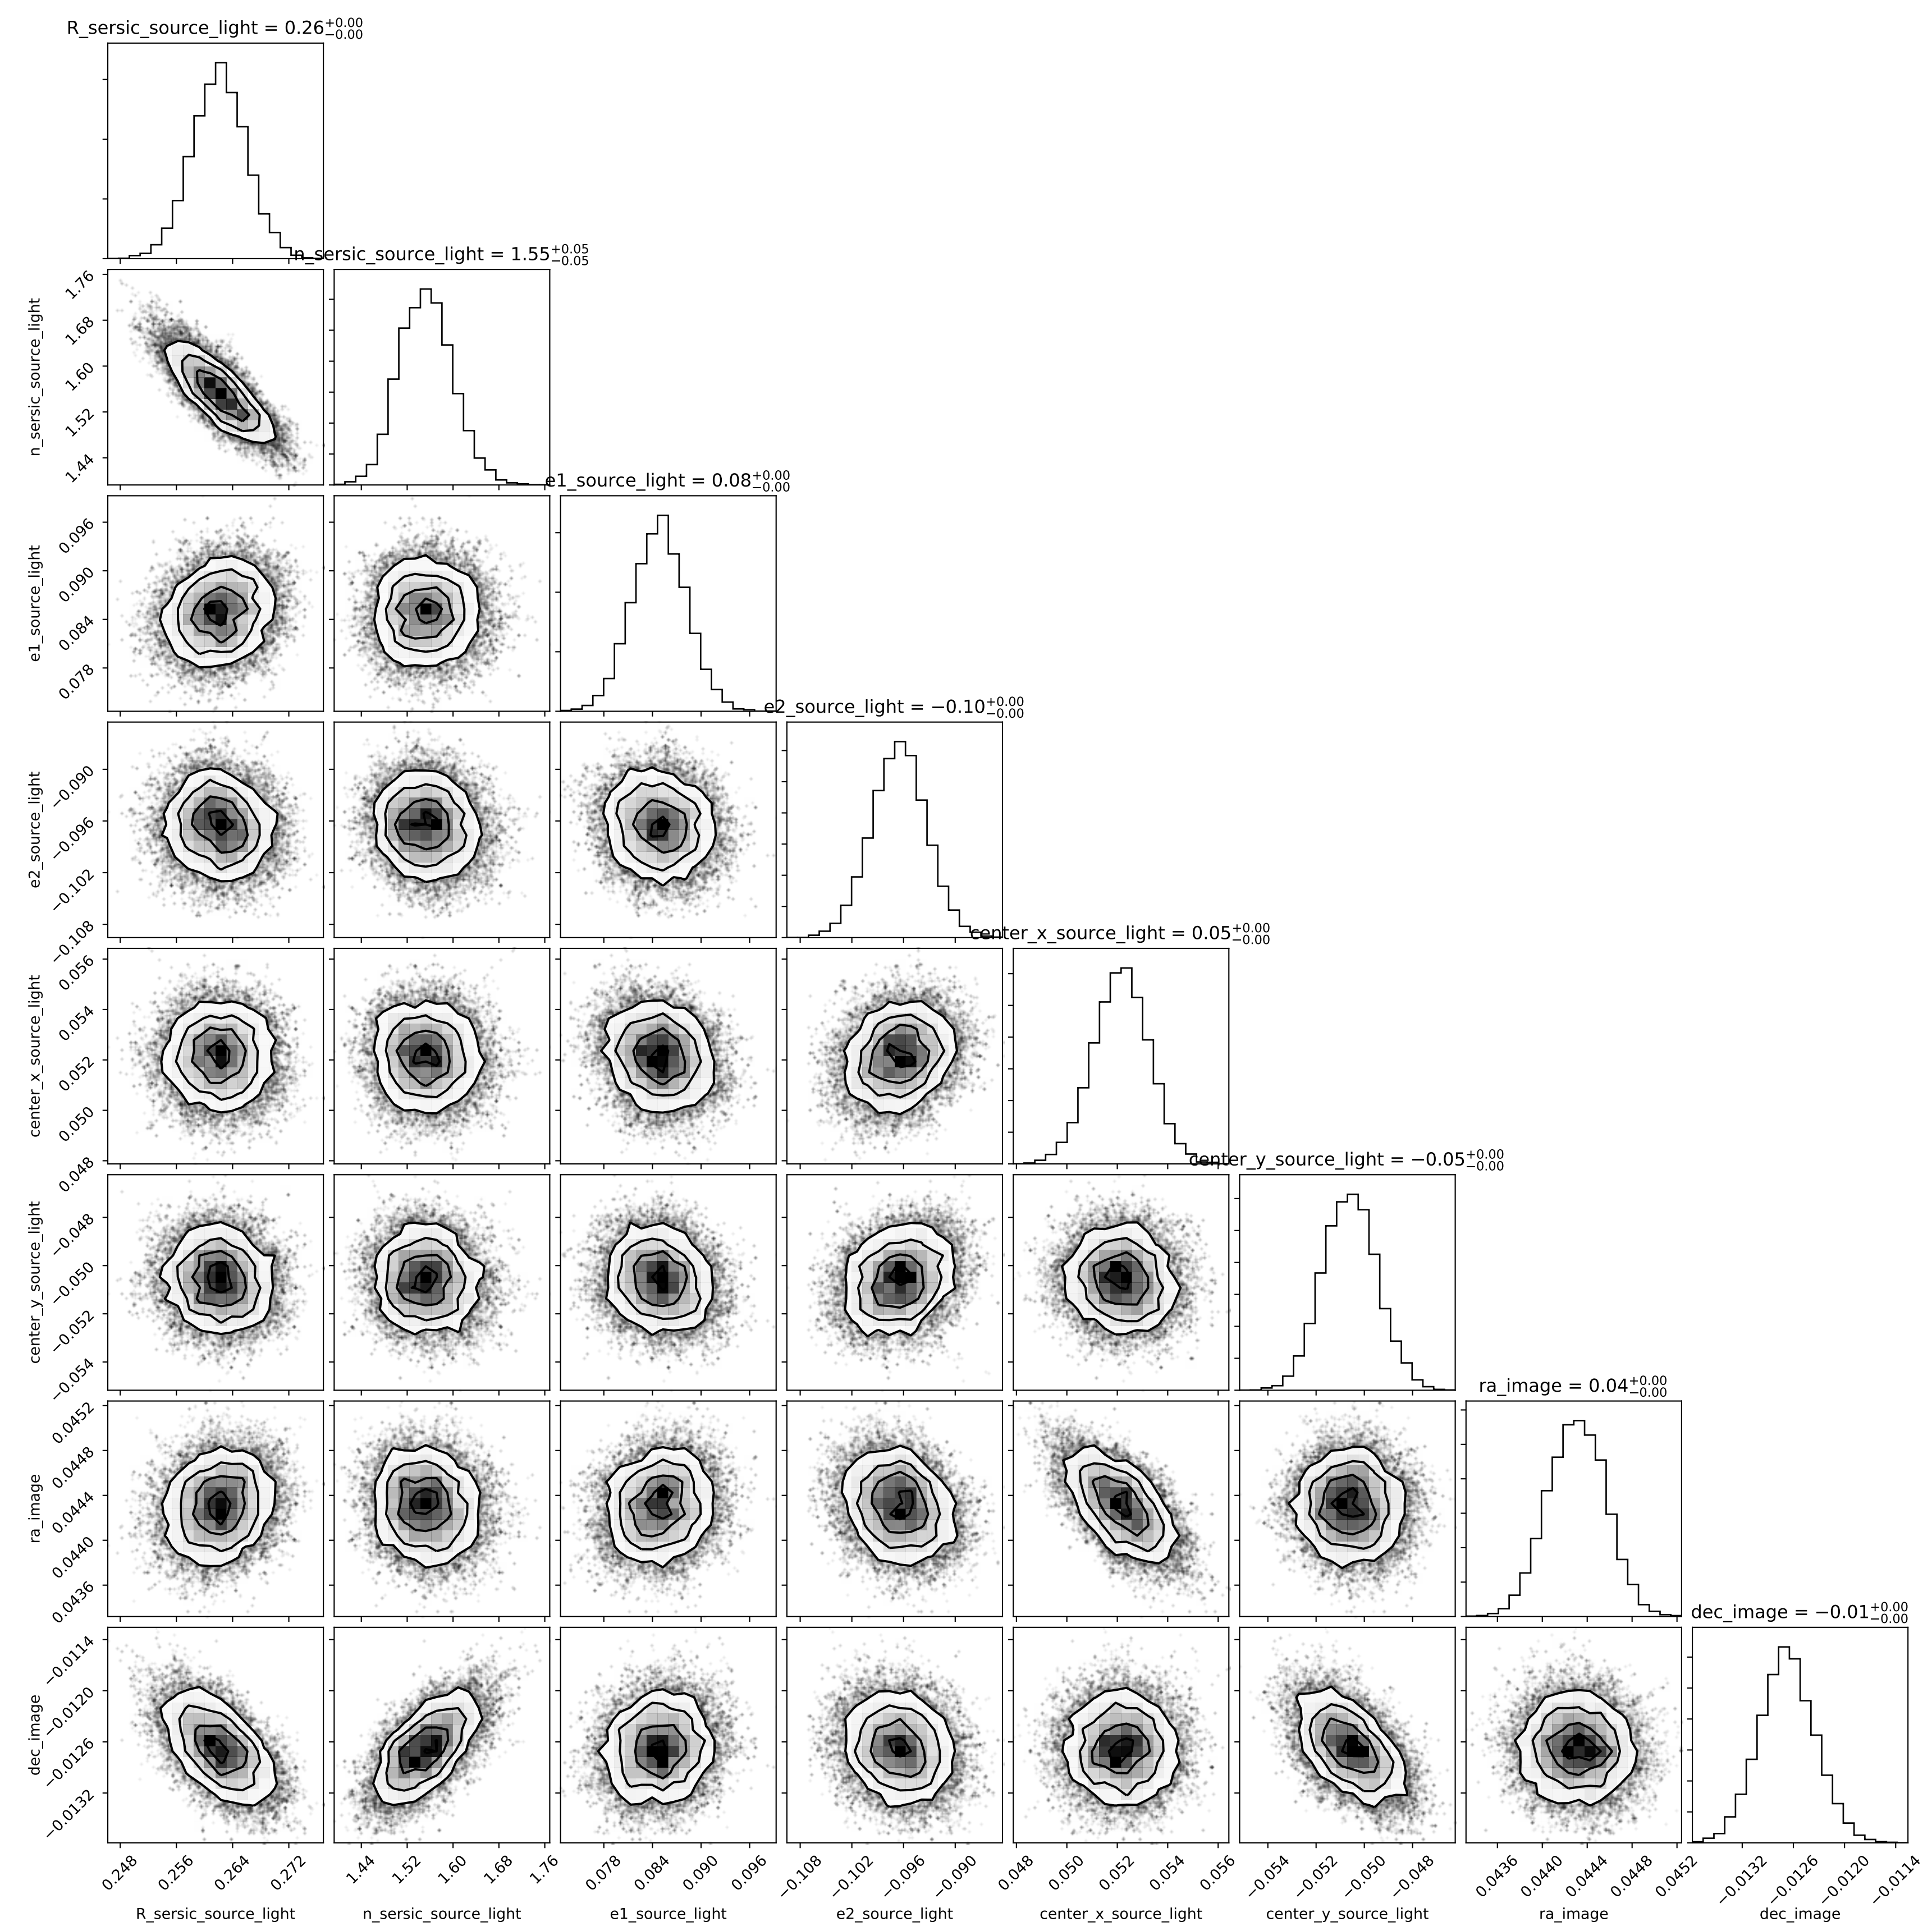 R_sersic_source_light = 0.26+0.00 −0.00
n_sersic_source_light = 1.55+0.05 −0.05
1.76
1.68
1.60
1.52
1.44
n_sersic_source_light
e1_source_light = 0.08+0.00 −0.00
0.096
0.090
0.084
0.078
e1_source_light
e2_source_light = −0.10+0.00 −0.00
−0.090
−0.096
−0.102
−0.108
e2_source_light
center_x_source_light = 0.05+0.00 −0.00
0.056
0.054
0.052
0.050
0.048
center_x_source_light
center_y_source_light = −0.05+0.00 −0.00
−0.048
−0.050
−0.052
−0.054
center_y_source_light
ra_image = 0.04+0.00 −0.00
0.0452
0.0448
0.0444
0.0440
0.0436
ra_image
dec_image = −0.01+0.00 −0.00
−0.0114
−0.0120
−0.0126
−0.0132
dec_image
0.248 0.256 0.264 0.272 1.44 1.52 1.60 1.68 1.76 0.078 0.084 0.090 0.096 −0.108 −0.102 −0.096 −0.090 0.048 0.050 0.052 0.054 0.056 −0.054 −0.052 −0.050 −0.048 0.0436 0.0440 0.0444 0.0448 0.0452 −0.0132 −0.0126 −0.0120 −0.0114
R_sersic_source_light n_sersic_source_light e1_source_light e2_source_light center_x_source_light center_y_source_light ra_image dec_image